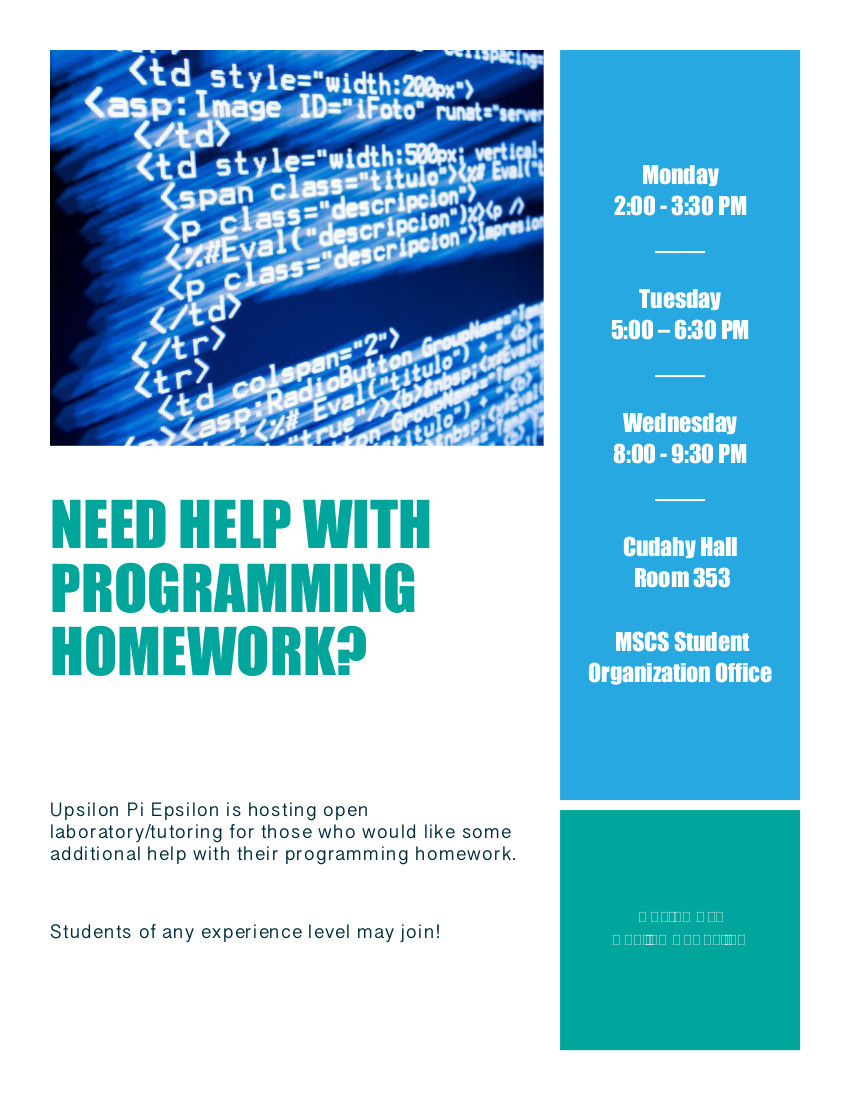 cellspacing=
<td style="width:200px">
<asp:Image ID="iFoto" runat="server
</td>
<td style="width:500px; vertical-
<span class="titulo"><%# Eval("t
<p class="descripcion">
<%#Eval("descripcion")%><p />
<p class="descripcion">Impresion
</td>
</tr>
<tr>
<td colspan="2">
<asp:RadioButton GroupName="Tem
<%# Eval("titulo") + " <b>
"true"/><b>&nbsp;
NEED HELP WITH
PROGRAMMING
HOMEWORK?
Upsilon Pi Epsilon is hosting open
laboratory/tutoring for those who would like some
additional help with their programming homework.
Students of any experience level may join!
Monday
2:00 - 3:30 PM
Tuesday
5:00 – 6:30 PM
Wednesday
8:00 - 9:30 PM
Cudahy Hall
Room 353
MSCS Student
Organization Office